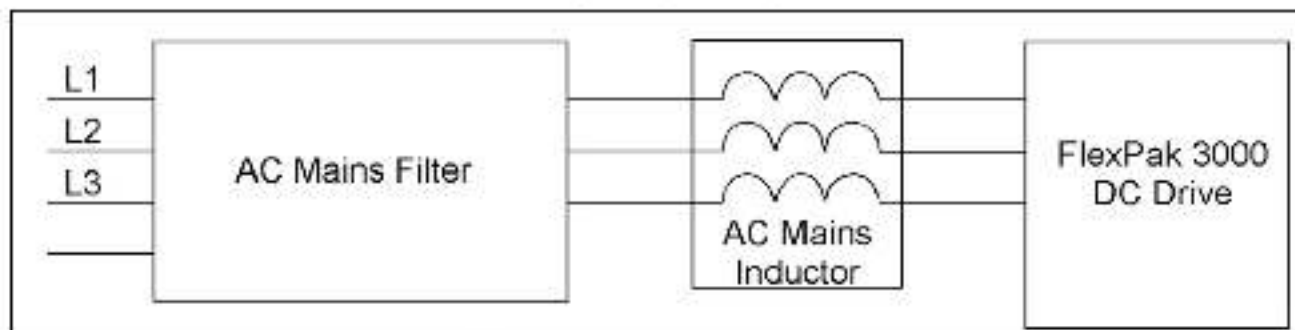 L1
L2
L3
AC Mains Filter
AC Mains
Inductor
FlexPak 3000
DC Drive